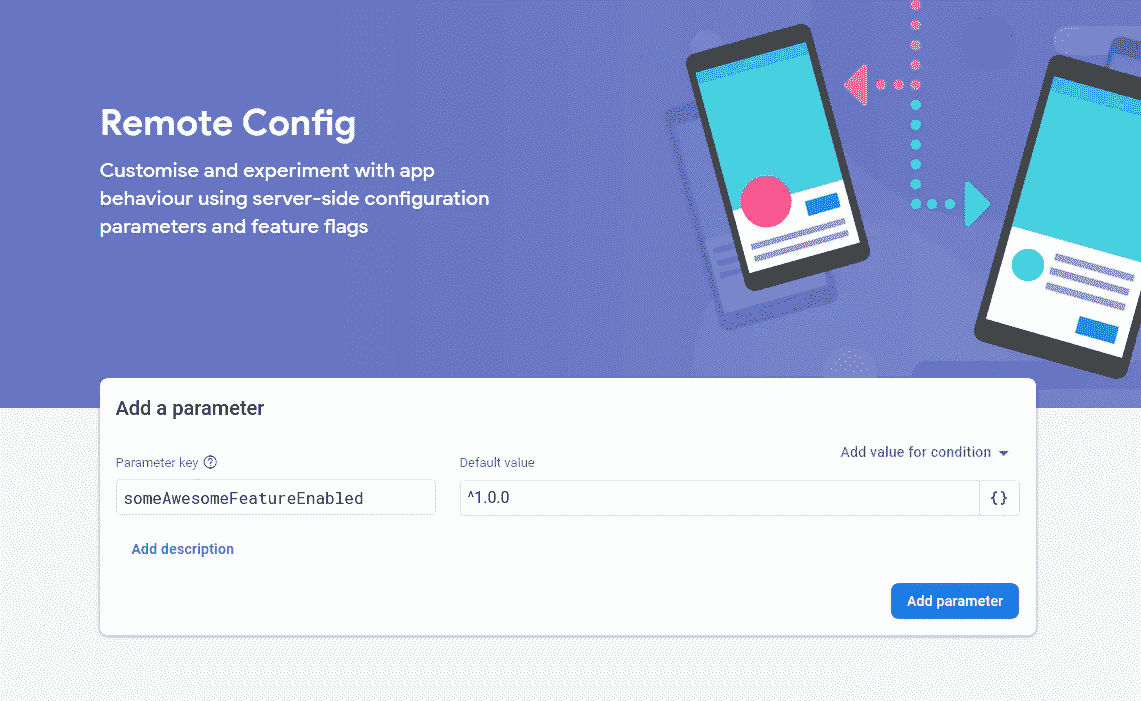 Remote Config
Customise and experiment with app
behaviour using server-side configuration
parameters and feature flags
Add a parameter
Add value for condition
Parameter key
Default value
someAwesomeFeatureEnabled
^1.0.0
{}
Add description
Add parameter